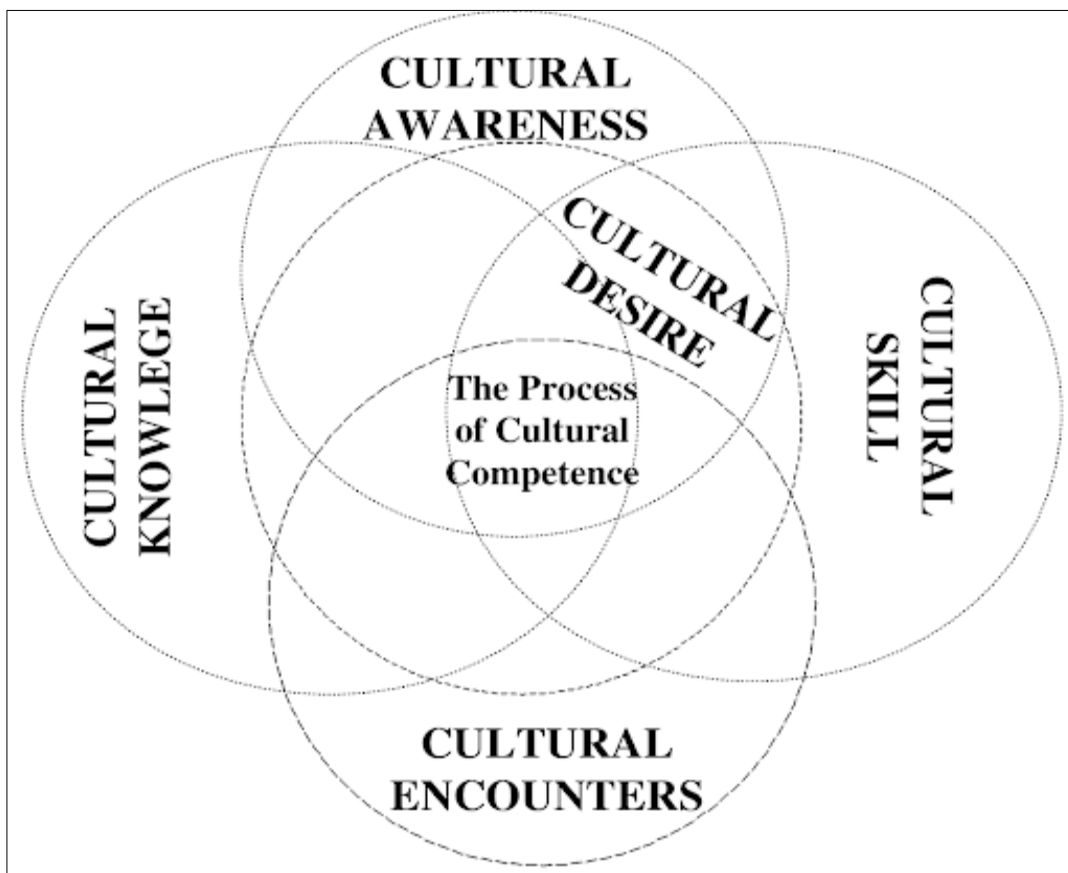 CULTURAL
AWARENESS
CULTURAL
DESIRE
CULTURAL
KNOWLEGE
The Process
of Cultural
Competence
CULTURAL
SKILL
CULTURAL
ENCOUNTERS